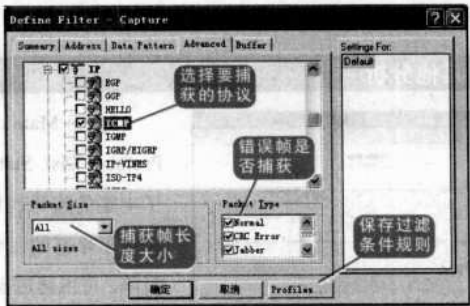 Define Filter - Capture
Summary Address Data Pattern Advanced Buffer
Settings For:
Default
IP
EGP
GGP
HELLO
ICMP
IGMP
IGRP/EIGRP
IP-VINES
ISO-TP4
选择要捕
获的协议
错误帧是
否捕获
Packet Size
All
All sizes
捕获帧长
度大小
Packet Type
Normal
CRC Error
Jabber
保存过滤
条件规则
确定 取消 Profiles...